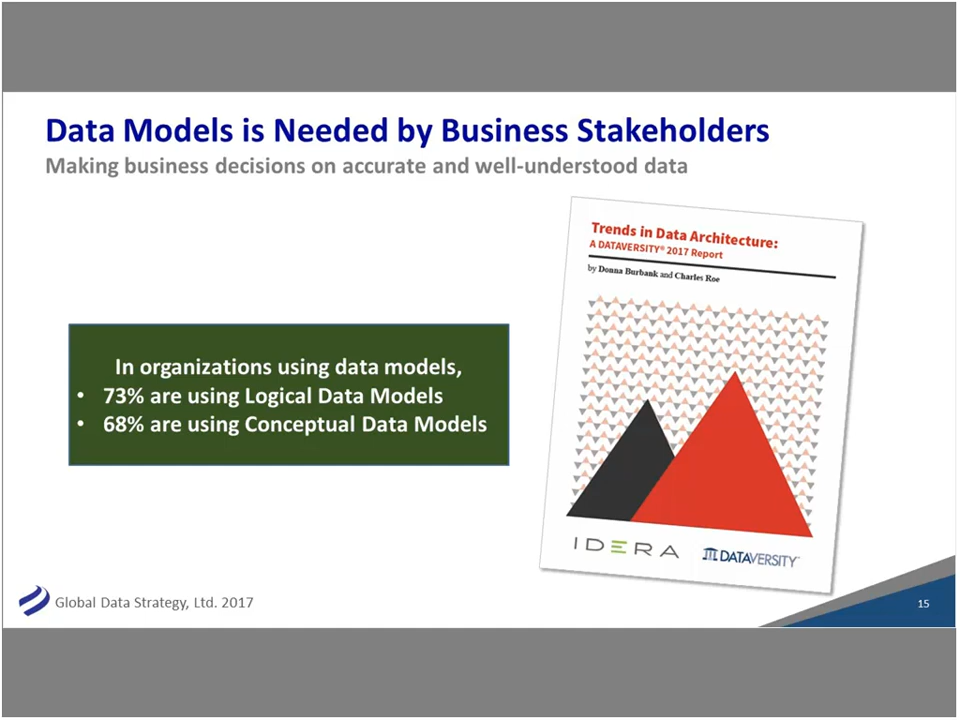 Data Models is Needed by Business Stakeholders
Making business decisions on accurate and well-understood data
Trends in Data Architecture:
A DATAVERSITY® 2017 Report
by Donna Burbank and Charles Roe
In organizations using data models,
• 73% are using Logical Data Models
• 68% are using Conceptual Data Models
IDERA
DATAVERSITY
Global Data Strategy, Ltd. 2017
15